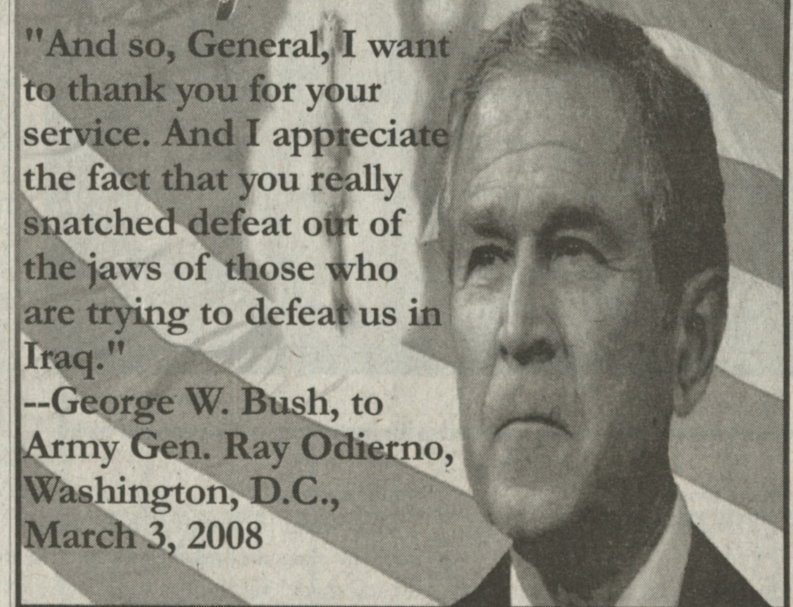 "And so, General, I want
to thank you for your
service. And I appreciate
the fact that you really
snatched defeat out of
the jaws of those who
are trying to defeat us in
Iraq."
--George W. Bush, to
Army Gen. Ray Odierno,
Washington, D.C.,
March 3, 2008